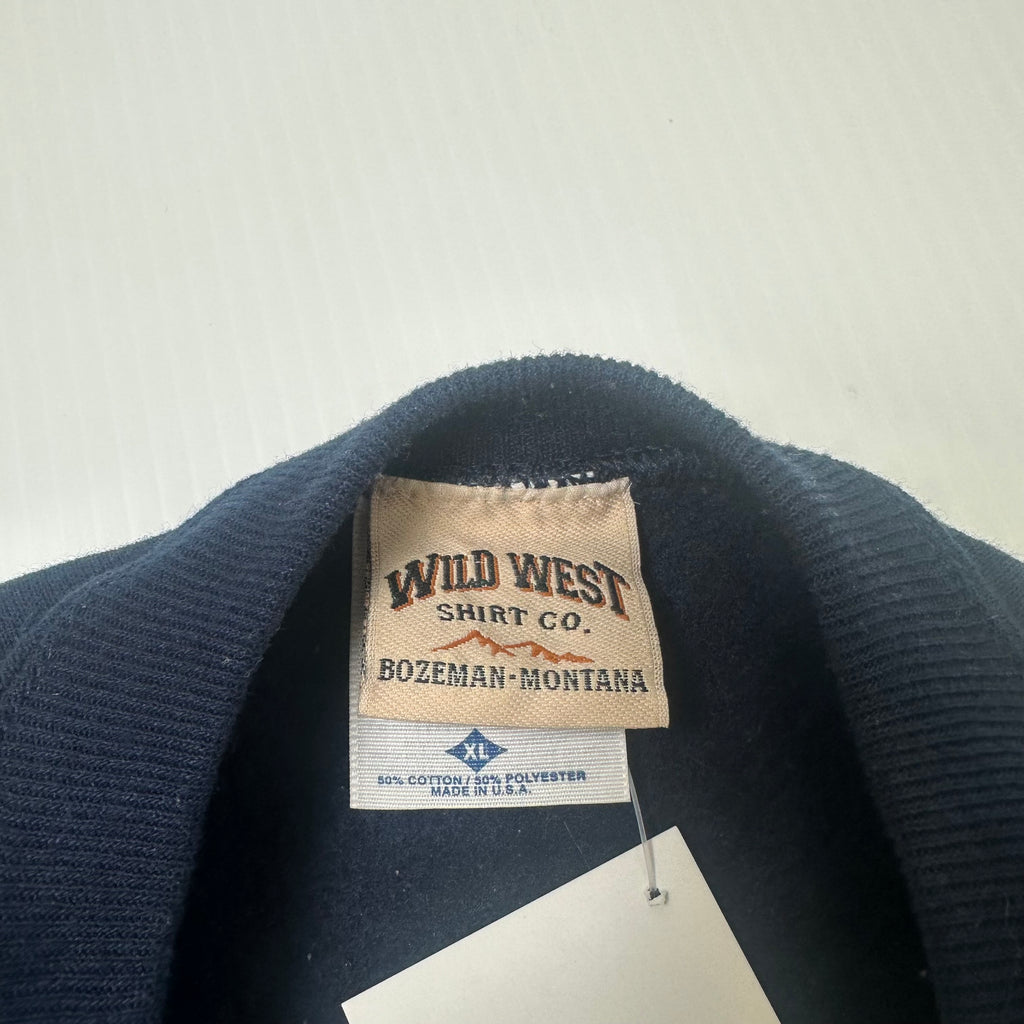 WILD WEST
SHIRT CO.
BOZEMAN-MONTANA
XL
50% COTTON / 50% POLYESTER
MADE IN U.S.A.